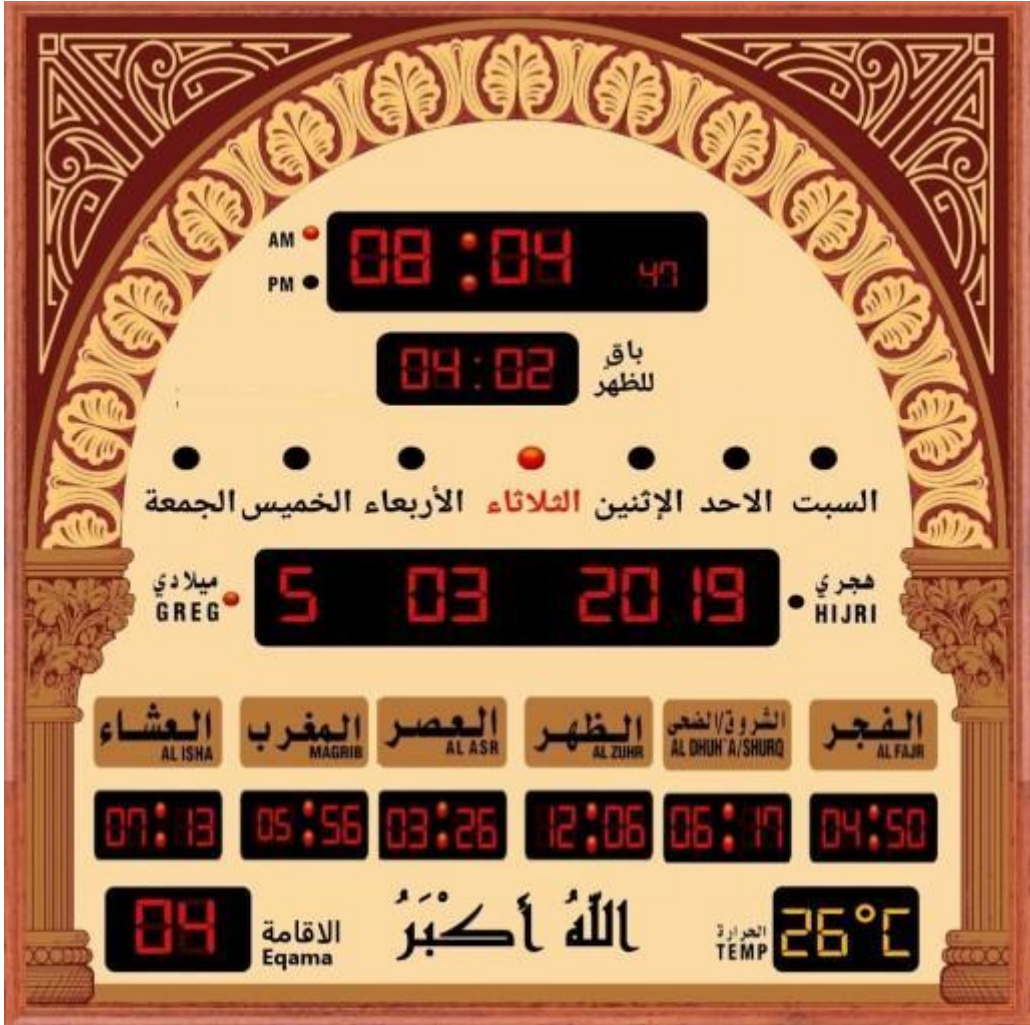 AM
08:04 47
PM
04:02 باقٍ
للظهر
السبت الاحد الإثنين الثلاثاء الأربعاء الخميس الجمعة
ميلادي
GREG
5 03 2019
هجري
HIJRI
الفجر
AL FAJR
الشروق/الضحى
AL DHUH`A/SHURQ
الظهر
AL ZUHR
العصر
AL ASR
المغرب
MAGRIB
العشاء
AL ISHA
07:13 05:56 03:26 12:06 06:17 04:50
04
الاقامة
Eqama
اللّٰهُ أَكْبَرُ
الحرارة
TEMP
26°C